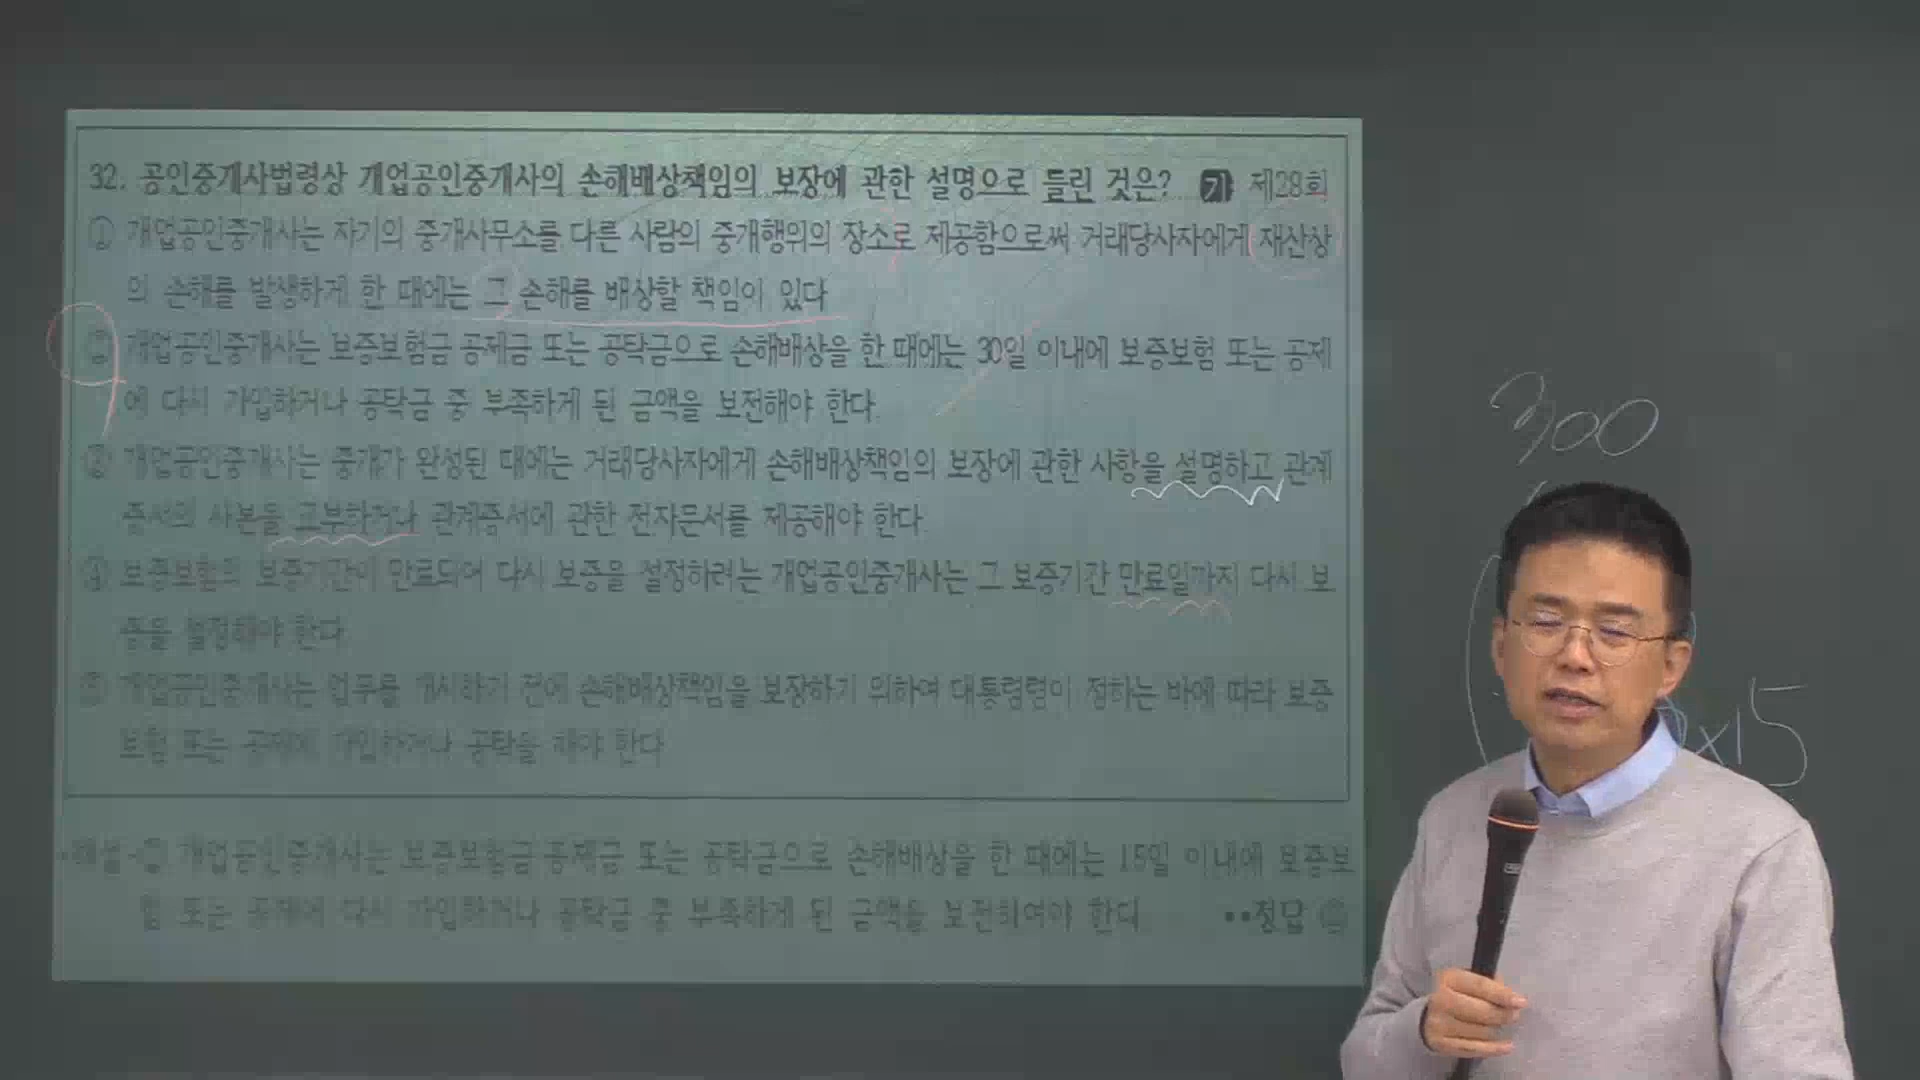 32. 공인중개사법령상 개업공인중개사의 손해배상책임의 보장에 관한 설명으로 틀린 것은? 기 제28회
① 개업공인중개사는 자기의 중개사무소를 다른 사람의 중개행위의 장소로 제공함으로써 거래당사자에게 재산상
의 손해를 발생하게 한 때에는 그 손해를 배상할 책임이 있다
② 개업공인중개사는 보증보험금 공제금 또는 공탁금으로 손해배상을 한 때에는 30일 이내에 보증보험 또는 공제
에 다시 가입하거나 공탁금 중 부족하게 된 금액을 보전해야 한다.
③ 개업공인중개사는 중개가 완성된 때에는 거래당사자에게 손해배상책임의 보장에 관한 사항을 설명하고 관계
증서의 사본을 교부하거나 관계증서에 관한 전자문서를 제공해야 한다.
④ 보증보험의 보증기간이 만료되어 다시 보증을 설정하려는 개업공인중개사는 그 보증기간 만료일까지 다시 보
증을 설정해야 한다
⑤ 개업공인중개사는 업무를 개시하기 전에 손해배상책임을 보장하기 위하여 대통령령이 정하는 바에 따라 보증
보험 또는 공제에 가입하거나 공탁을 해야 한다
해설 ② 개업공인중개사는 보증보험금 공제금 또는 공탁금으로 손해배상을 한 때에는 15일 이내에 보증보
험 또는 공제에 다시 가입하거나 공탁금 중 부족하게 된 금액을 보전하여야 한다. ••정답 ②
300
x15